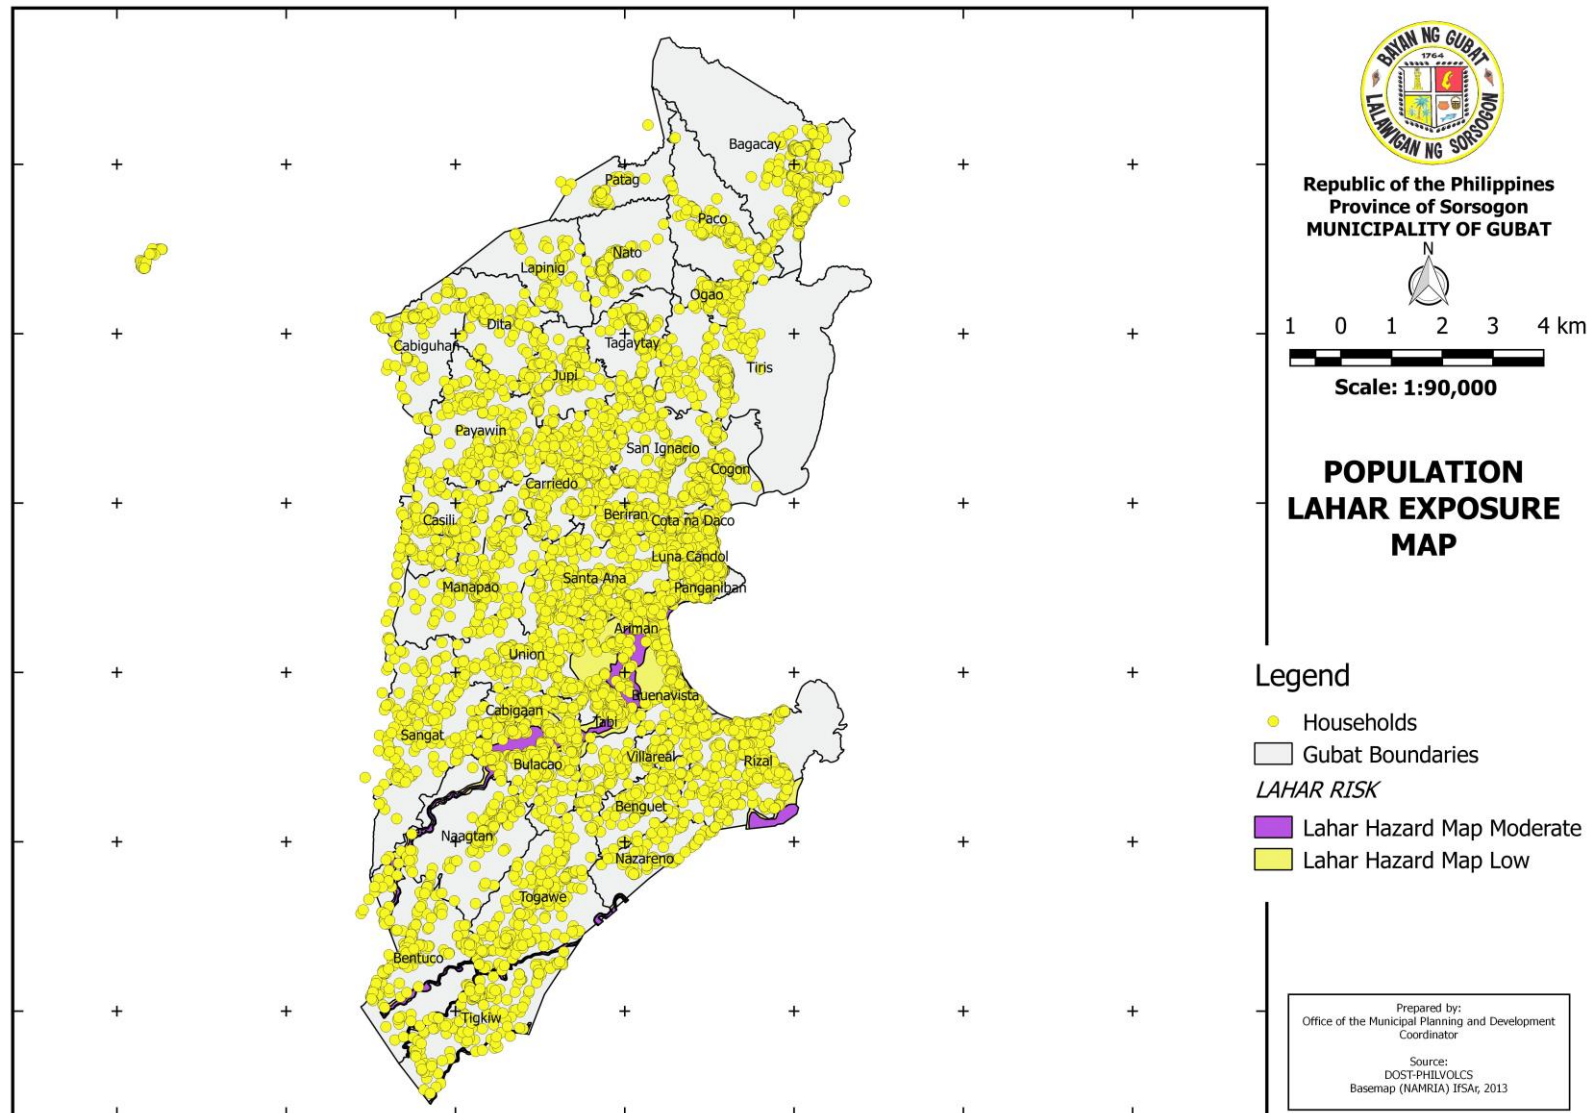 Bagacay
Patag
Paco
Nato
Lapinig
Ogao
Dita
Cabiguhan
Tagaytay
Tiris
Jupi
Payawin
San Ignacio
Cogon
Carriedo
Casili
Beriran
Cota na Daco
Luna Candol
Manapao
Santa Ana
Panganiban
Ariman
Union
Buenavista
Cabigaan
Tabi
Sangat
Bulacao
Villareal
Rizal
Benguet
Naagtan
Nazareno
Togawe
Bentuco
Tigkiw
BAYAN NG GUBAT
1764
LALAWIGAN NG SORSOGON
Republic of the Philippines
Province of Sorsogon
MUNICIPALITY OF GUBAT
N
1 0 1 2 3 4 km
Scale: 1:90,000
POPULATION
LAHAR EXPOSURE
MAP
Legend
Households
Gubat Boundaries
LAHAR RISK
Lahar Hazard Map Moderate
Lahar Hazard Map Low
Prepared by:
Office of the Municipal Planning and Development
Coordinator
Source:
DOST-PHILVOLCS
Basemap (NAMRIA) IfSAr, 2013